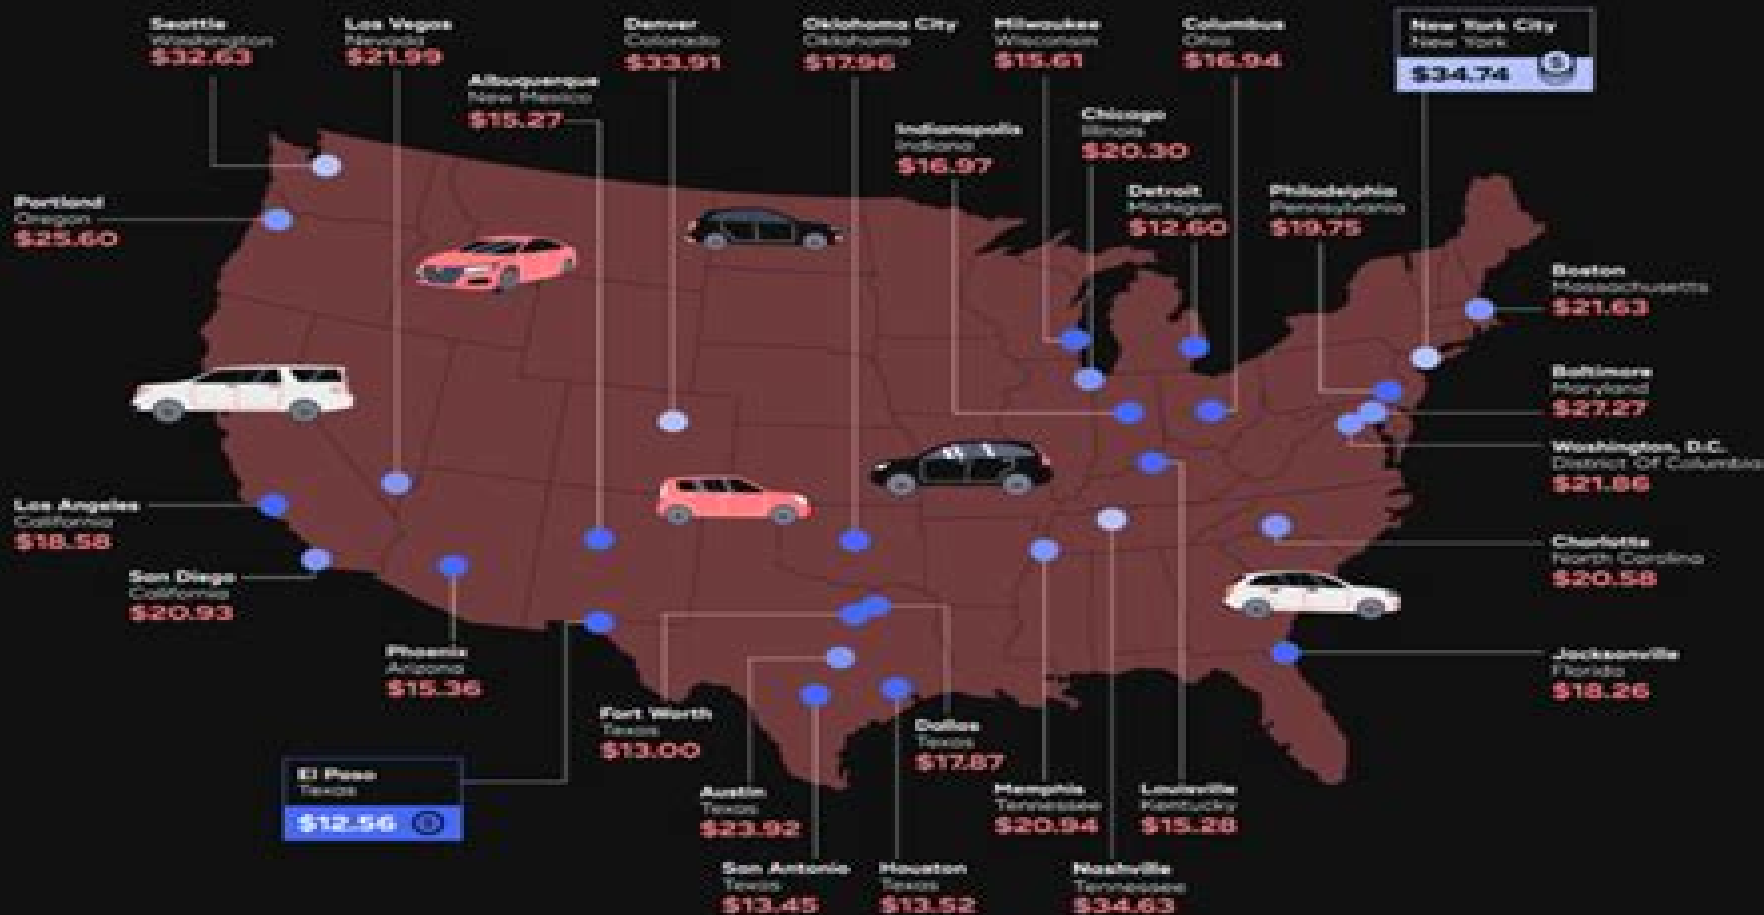 Seattle
Washington
$32.63
Las Vegas
Nevada
$21.99
Albuquerque
New Mexico
$15.27
Denver
Colorado
$33.91
Oklahoma City
Oklahoma
$17.96
Milwaukee
Wisconsin
$15.61
Columbus
Ohio
$16.94
New York City
New York
$34.74
Indianapolis
Indiana
$16.97
Chicago
Illinois
$20.30
Detroit
Michigan
$12.60
Philadelphia
Pennsylvania
$19.75
Portland
Oregon
$25.60
Boston
Massachusetts
$21.63
Baltimore
Maryland
$27.27
Washington, D.C.
District Of Columbia
$21.86
Los Angeles
California
$18.58
San Diego
California
$20.93
Charlotte
North Carolina
$20.58
Phoenix
Arizona
$15.36
Jacksonville
Florida
$18.26
Fort Worth
Texas
$13.00
Dallas
Texas
$17.87
El Paso
Texas
$12.56
Austin
Texas
$23.92
Memphis
Tennessee
$20.94
Louisville
Kentucky
$15.28
San Antonio
Texas
$13.45
Houston
Texas
$13.52
Nashville
Tennessee
$34.63